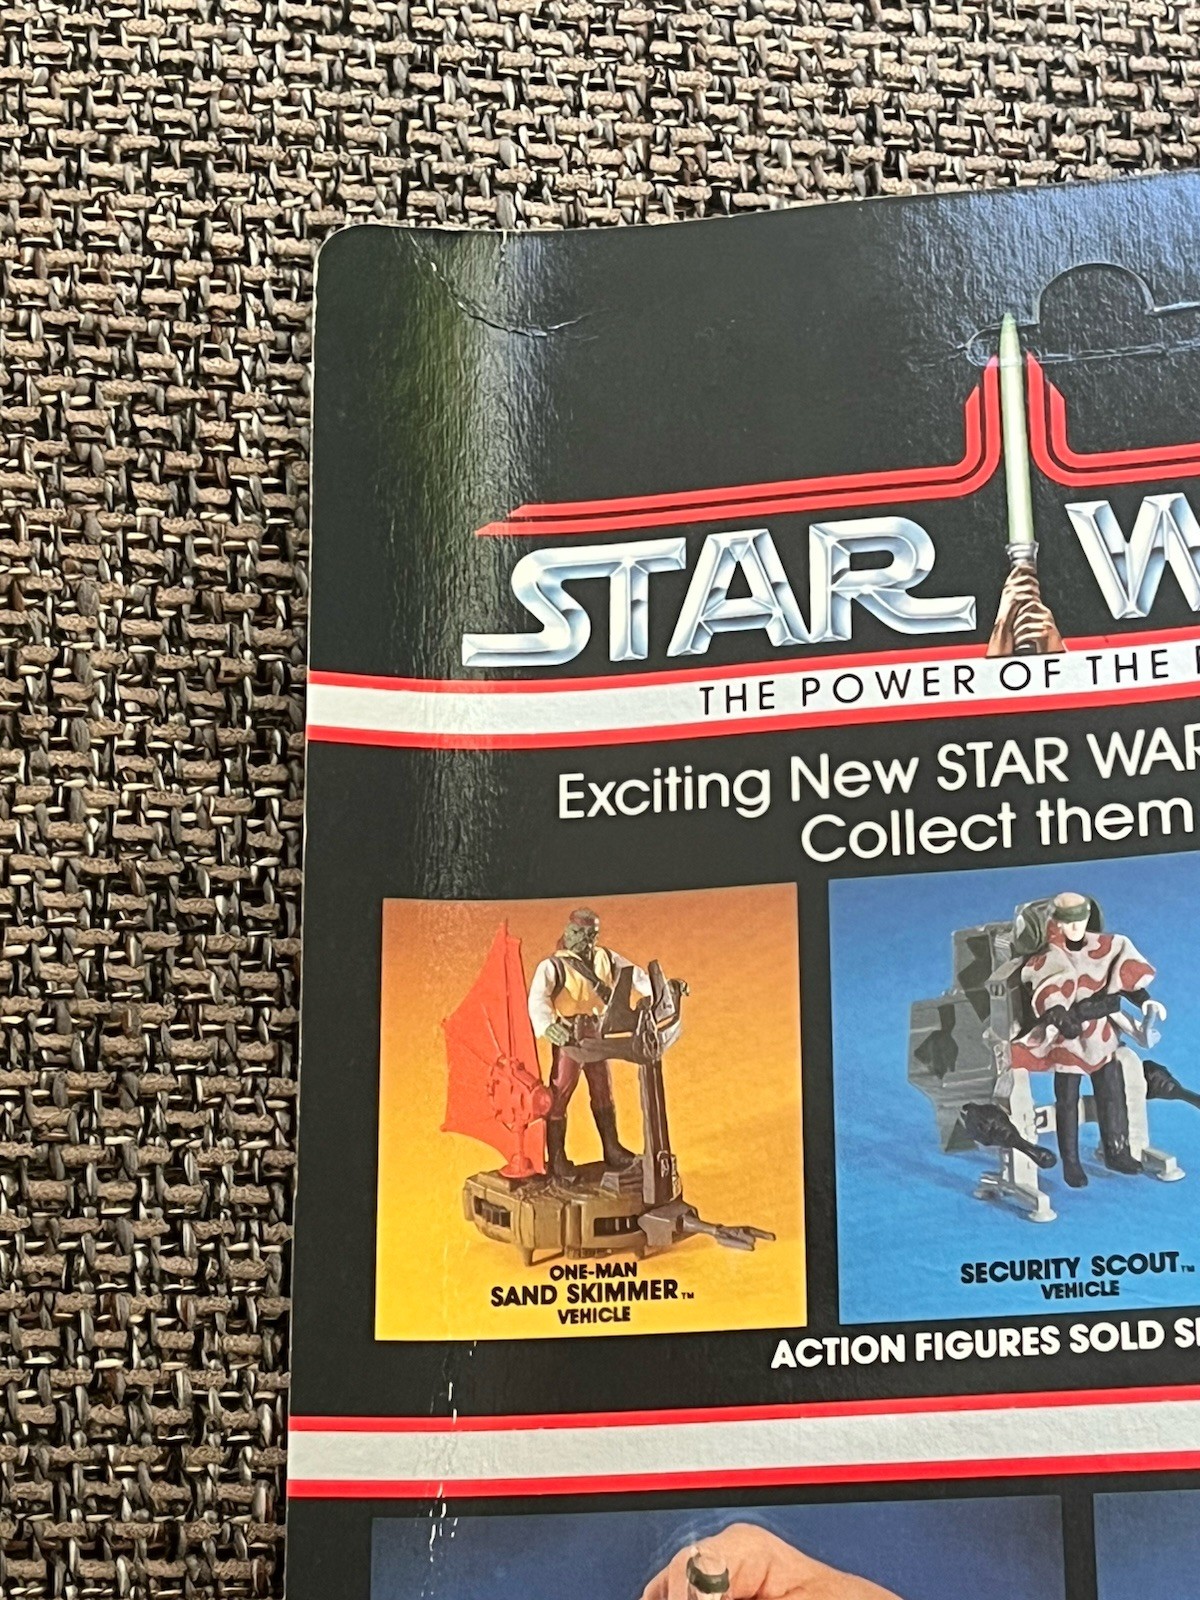 STAR W
THE POWER OF THE
Exciting New STAR WAR
Collect them
ONE-MAN
SAND SKIMMER™
VEHICLE
SECURITY SCOUT™
VEHICLE
ACTION FIGURES SOLD S